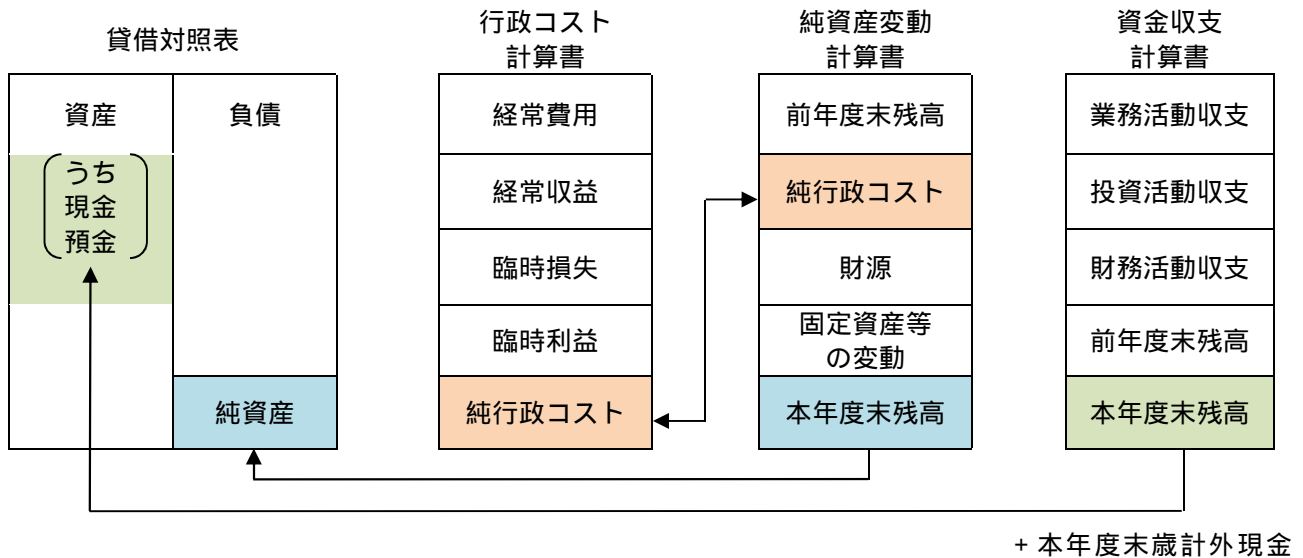 貸借対照表
資産
うち
現金
預金
負債
純資産
行政コスト
計算書
経常費用
経常収益
臨時損失
臨時利益
純行政コスト
純資産変動
計算書
前年度末残高
純行政コスト
財源
固定資産等
の変動
本年度末残高
資金収支
計算書
業務活動収支
投資活動収支
財務活動収支
前年度末残高
本年度末残高
+本年度末歳計外現金